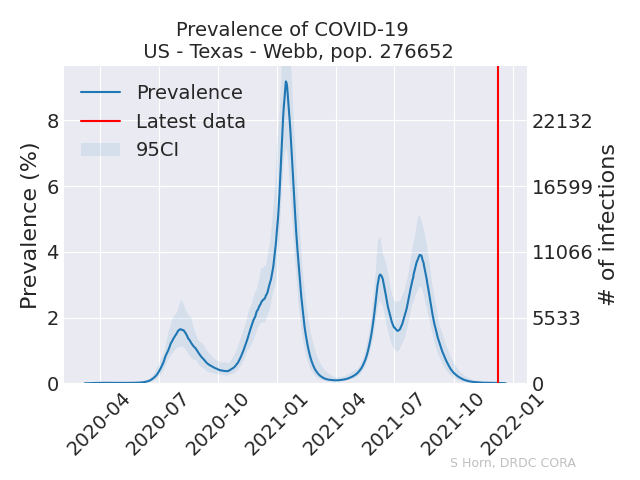 Prevalence of COVID-19
US - Texas - Webb, pop. 276652
Prevalence
Latest data
95CI
Prevalence (%)
8
6
4
2
0
22132
16599
11066
5533
0
# of infections
2020-04
2020-07
2020-10
2021-01
2021-04
2021-07
2021-10
2022-01
S Horn, DRDC CORA